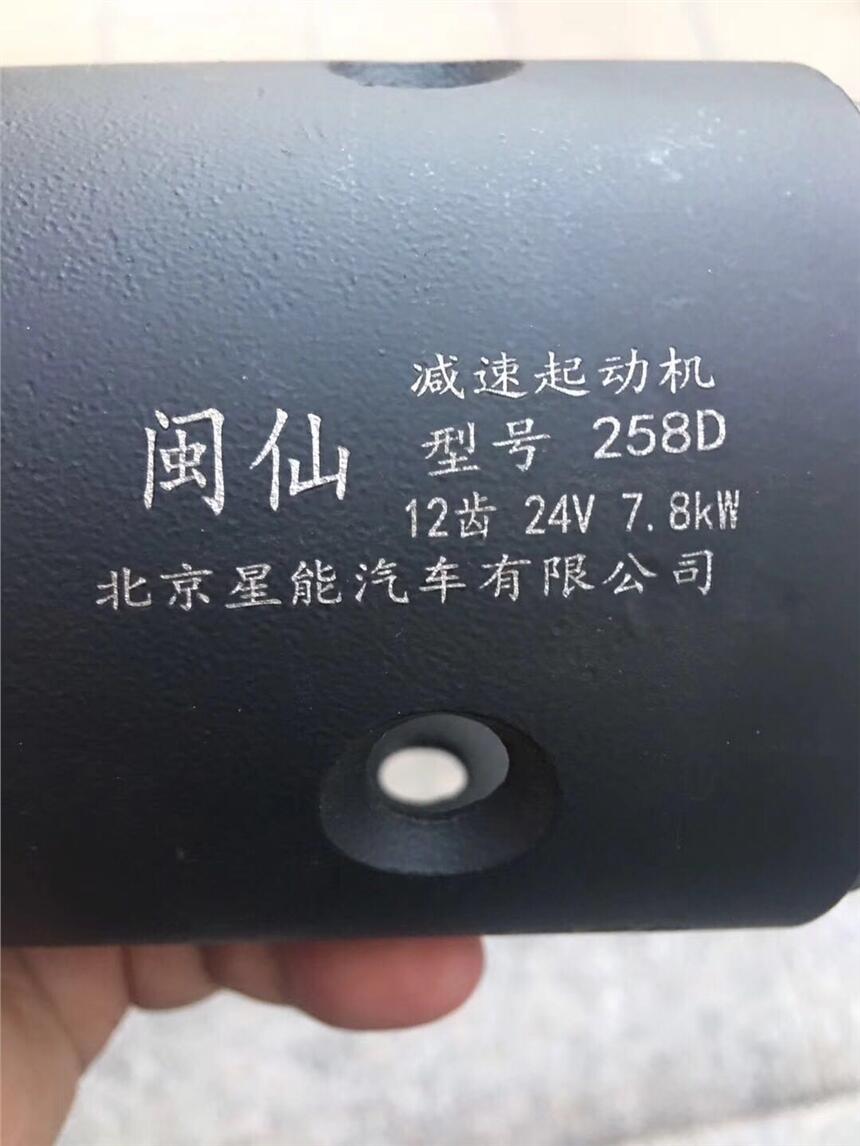 减速起动机
闽仙
型号 258D
12齿 24V 7.8kW
北京星能汽车有限公司